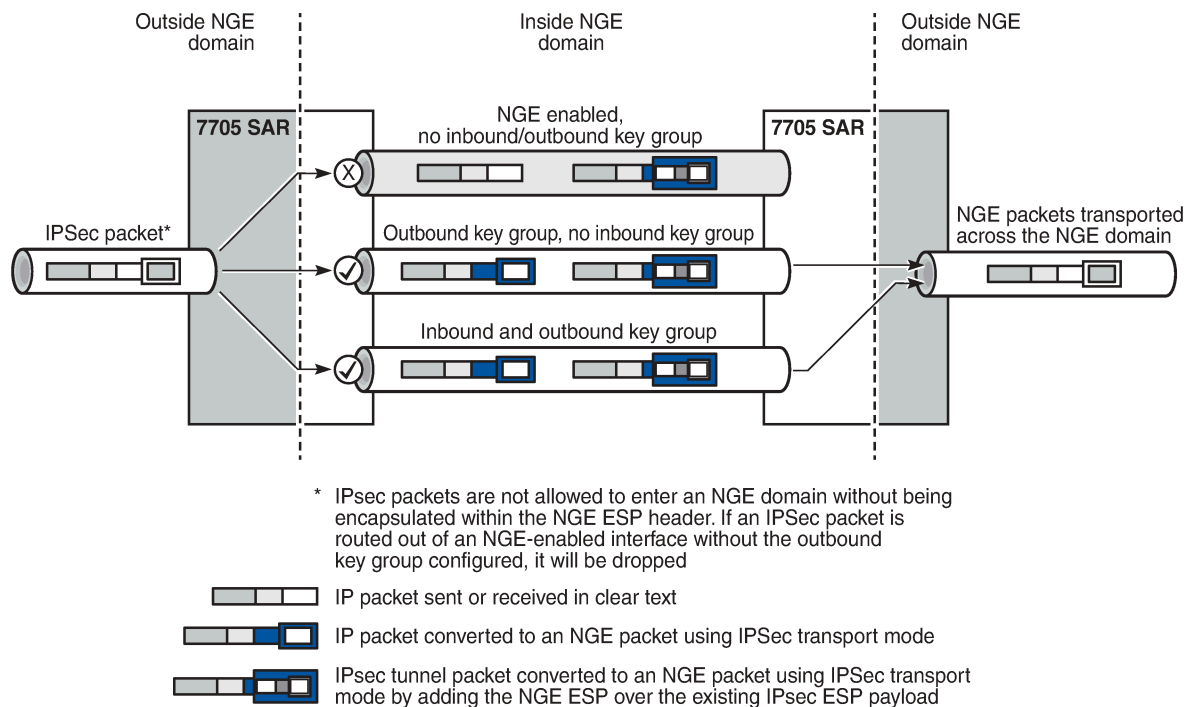 Outside NGE
domain
Inside NGE
domain
Outside NGE
domain
7705 SAR
NGE enabled,
no inbound/outbound key group
7705 SAR
X
IPSec packet*
Outbound key group, no inbound key group
NGE packets transported
across the NGE domain
Inbound and outbound key group
* IPsec packets are not allowed to enter an NGE domain without being
encapsulated within the NGE ESP header. If an IPSec packet is
routed out of an NGE-enabled interface without the outbound
key group configured, it will be dropped
IP packet sent or received in clear text
IP packet converted to an NGE packet using IPSec transport mode
IPsec tunnel packet converted to an NGE packet using IPSec transport
mode by adding the NGE ESP over the existing IPsec ESP payload